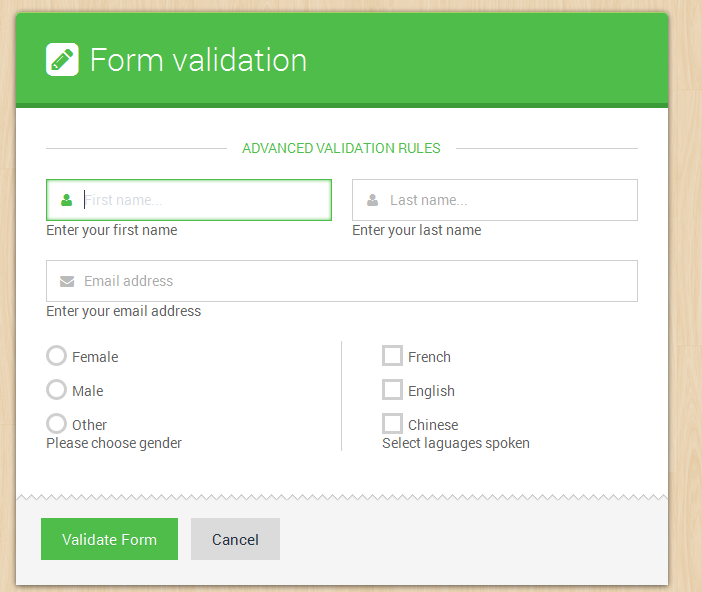 Form validation
ADVANCED VALIDATION RULES
First name...
Last name...
Enter your first name
Enter your last name
Email address
Enter your email address
Female
French
Male
English
Other
Chinese
Please choose gender
Select laguages spoken
Validate Form
Cancel